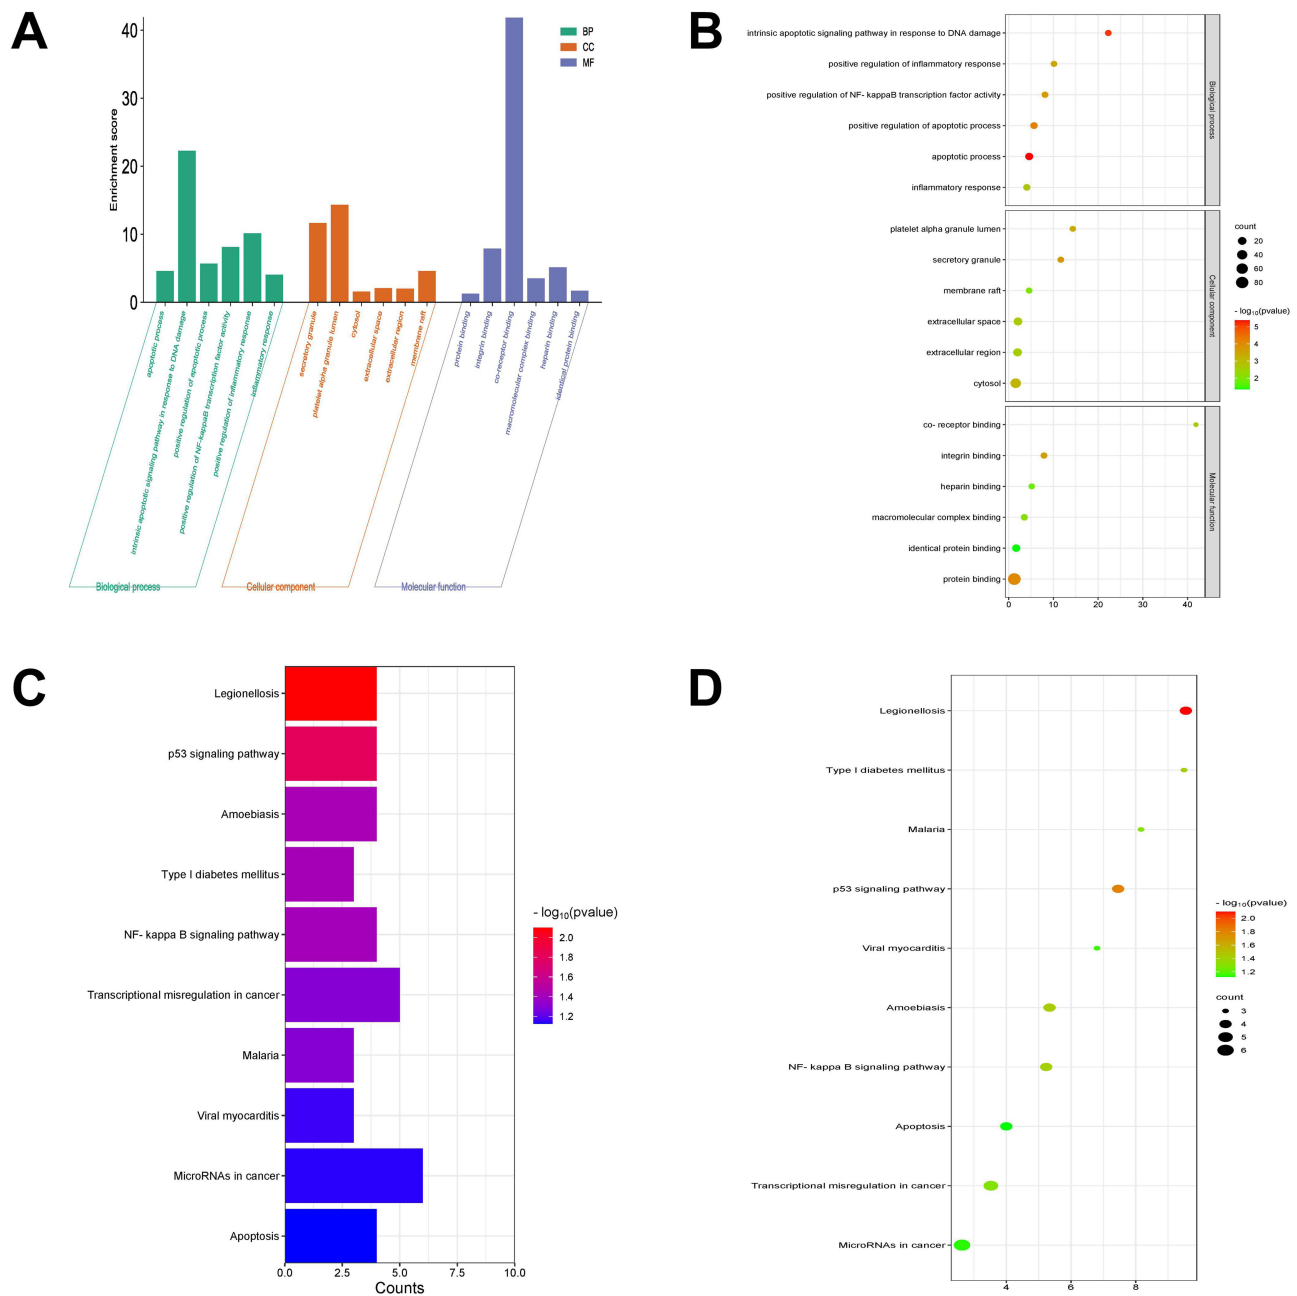 A
Enrichment score
40
30
20
10
0
BP
CC
MF
apoptotic process
intrinsic apoptotic signaling pathway in response to DNA damage
positive regulation of apoptotic process
positive regulation of NF-kappaB transcription factor activity
positive regulation of inflammatory response
inflammatory response
secretory granule
platelet alpha granule lumen
cytosol
extracellular space
extracellular region
membrane raft
protein binding
integrin binding
co-receptor binding
macromolecular complex binding
heparin binding
identical protein binding
Biological process
Cellular component
Molecular function
B
intrinsic apoptotic signaling pathway in response to DNA damage
positive regulation of inflammatory response
positive regulation of NF- kappaB transcription factor activity
positive regulation of apoptotic process
apoptotic process
inflammatory response
Biological process
platelet alpha granule lumen
secretory granule
membrane raft
extracellular space
extracellular region
cytosol
Cellular component
co- receptor binding
integrin binding
heparin binding
macromolecular complex binding
identical protein binding
protein binding
Molecular function
0 10 20 30 40
count
20
40
60
80
- log10(pvalue)
5
4
3
2
C
Legionellosis
p53 signaling pathway
Amoebiasis
Type I diabetes mellitus
NF- kappa B signaling pathway
Transcriptional misregulation in cancer
Malaria
Viral myocarditis
MicroRNAs in cancer
Apoptosis
0.0 2.5 5.0 7.5 10.0
Counts
- log10(pvalue)
2.0
1.8
1.6
1.4
1.2
D
Legionellosis
Type I diabetes mellitus
Malaria
p53 signaling pathway
Viral myocarditis
Amoebiasis
NF- kappa B signaling pathway
Apoptosis
Transcriptional misregulation in cancer
MicroRNAs in cancer
4 6 8
- log10(pvalue)
2.0
1.8
1.6
1.4
1.2
count
3
4
5
6